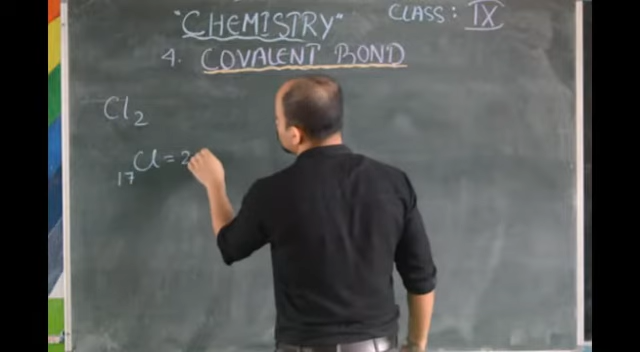 "CHEMISTRY"
CLASS : IX
4. COVALENT BOND
Cl₂
₁₇Cl = 2